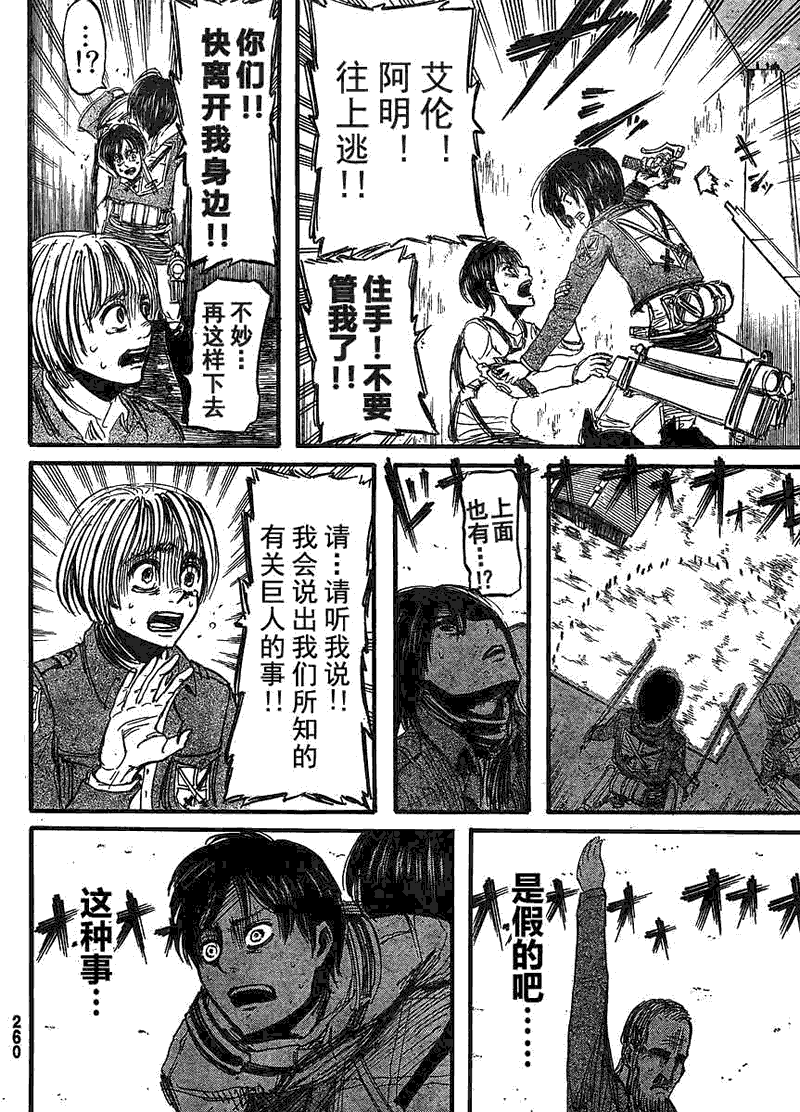 艾伦!
阿明!
往上逃!!
住手!不要
管我了!!
你们!!
快离开我身边!!
…!?
不妙…
再这样下去
上面
也有…!?
请…请听我说!!
我会说出我们所知的
有关巨人的事!!
是假的吧……
这种事…
260